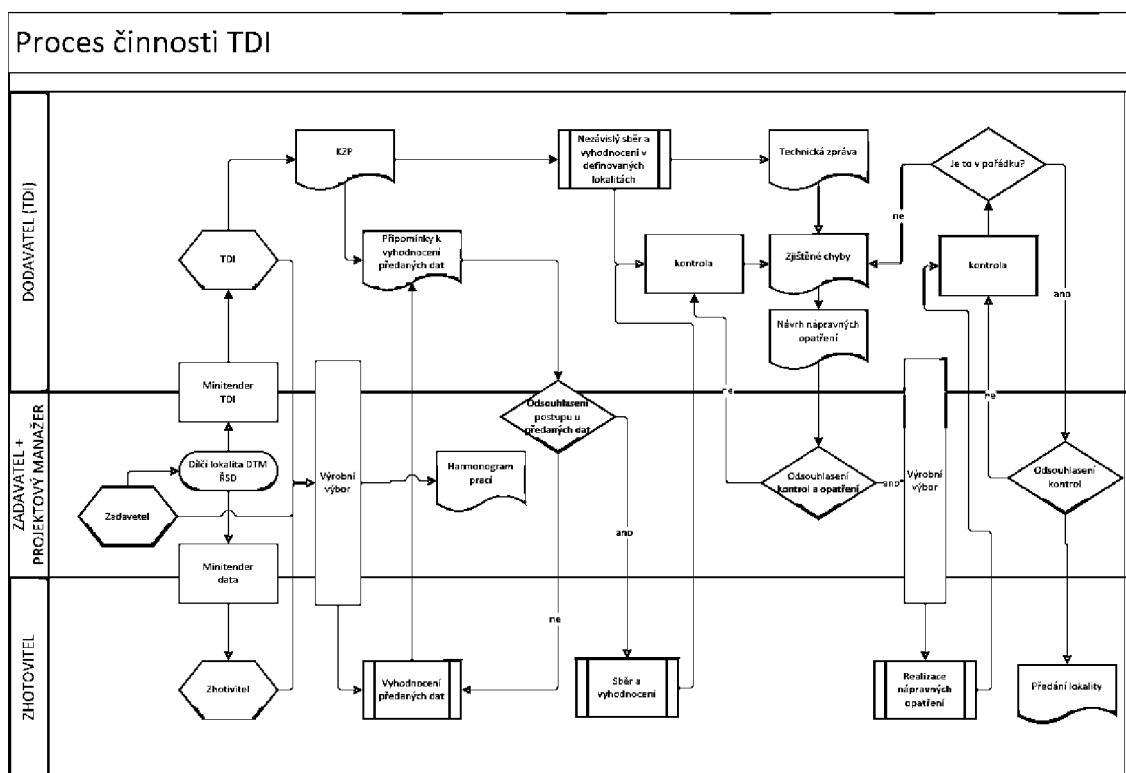 Proces činnosti TDI
DODAVATEL (TDI)
KZP
Nezávislý sběr a
vyhodnocení v
definovaných
lokalitách
Technická zpráva
Je to v pořádku?
ne
TDI
Připomínky k
vyhodnocení
předaných dat
kontrola
Zjištěné chyby
kontrola
ano
Návrh nápravných
opatření
Minitender
TDI
ZADAVATEL +
PROJEKTOVÝ MANAŽER
ne
ne
Odsouhlasení
postupu u
předaných dat
Dílčí lokalita DTM
ŘSD
Výrobní
výbor
Harmonogram
prací
Odsouhlasení
kontrol a opatření
ano
Výrobní
výbor
Odsouhlasení
kontrol
Zadavetel
ano
Minitender
data
ZHOTOVITEL
ne
Zhotivitel
Vyhodnocení
předaných dat
Sběr a
vyhodnocení
Realizace
nápravných
opatření
Předání lokality